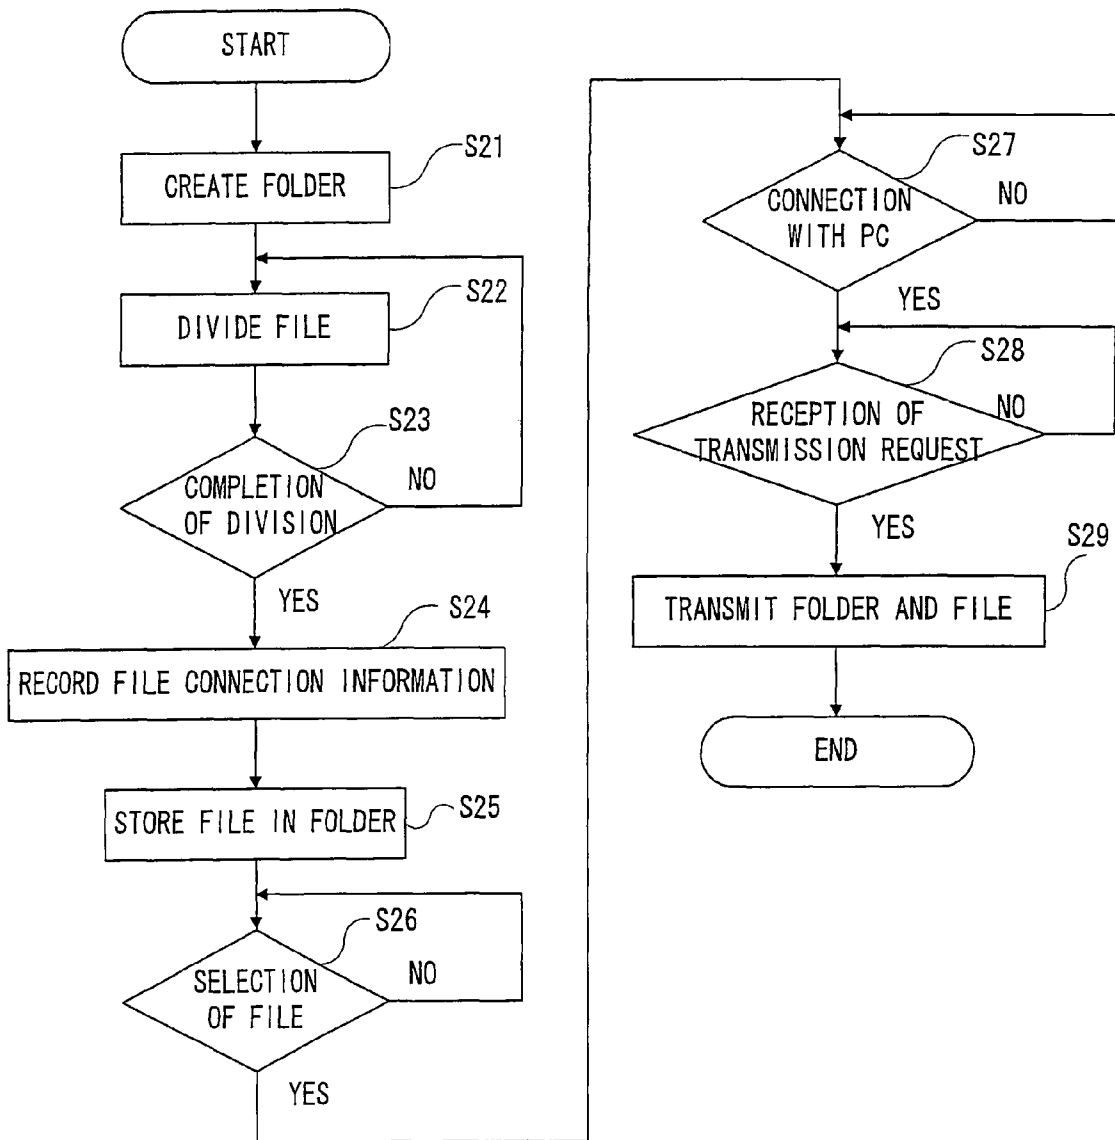 START
S21
CREATE FOLDER
S22
DIVIDE FILE
S23
COMPLETION
OF DIVISION
NO
YES
S24
RECORD FILE CONNECTION INFORMATION
S25
STORE FILE IN FOLDER
S26
SELECTION
OF FILE
NO
YES
S27
CONNECTION
WITH PC
NO
YES
S28
RECEPTION OF
TRANSMISSION REQUEST
NO
YES
S29
TRANSMIT FOLDER AND FILE
END